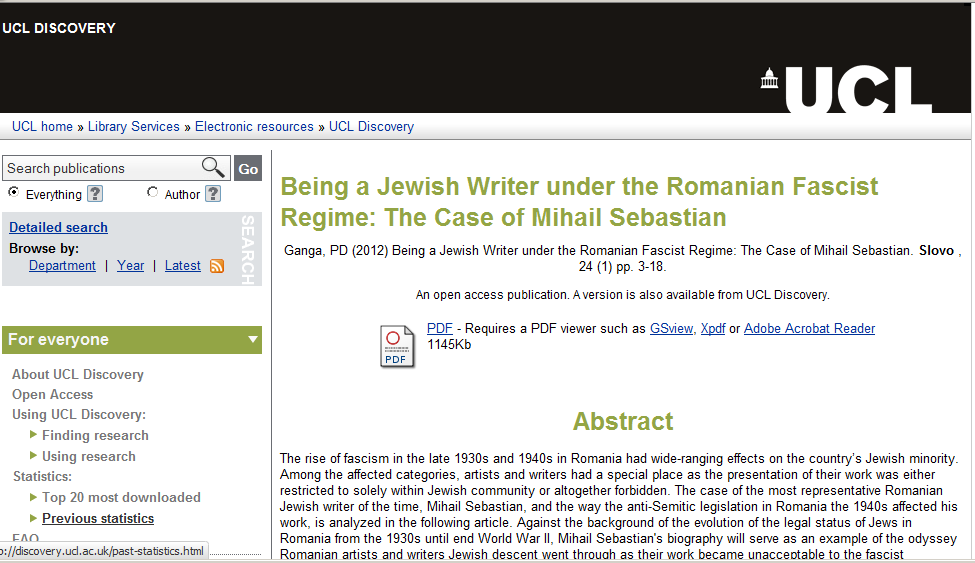 UCL DISCOVERY
UCL
UCL home » Library Services » Electronic resources » UCL Discovery
Search publications
Go
Everything ? Author ?
Detailed search
Browse by:
Department | Year | Latest
SEARCH
For everyone
About UCL Discovery
Open Access
Using UCL Discovery:
Finding research
Using research
Statistics:
Top 20 most downloaded
Previous statistics
FAQ
p://discovery.ucl.ac.uk/past-statistics.html
Being a Jewish Writer under the Romanian Fascist
Regime: The Case of Mihail Sebastian
Ganga, PD (2012) Being a Jewish Writer under the Romanian Fascist Regime: The Case of Mihail Sebastian. Slovo ,
24 (1) pp. 3-18.
An open access publication. A version is also available from UCL Discovery.
PDF
PDF - Requires a PDF viewer such as GSview, Xpdf or Adobe Acrobat Reader
1145Kb
Abstract
The rise of fascism in the late 1930s and 1940s in Romania had wide-ranging effects on the country's Jewish minority.
Among the affected categories, artists and writers had a special place as the presentation of their work was either
restricted to solely within Jewish community or altogether forbidden. The case of the most representative Romanian
Jewish writer of the time, Mihail Sebastian, and the way the anti-Semitic legislation in Romania the 1940s affected his
work, is analyzed in the following article. Against the background of the evolution of the legal status of Jews in
Romania from the 1930s until end World War II, Mihail Sebastian's biography will serve as an example of the odyssey
Romanian artists and writers Jewish descent went through as their work became unacceptable to the fascist